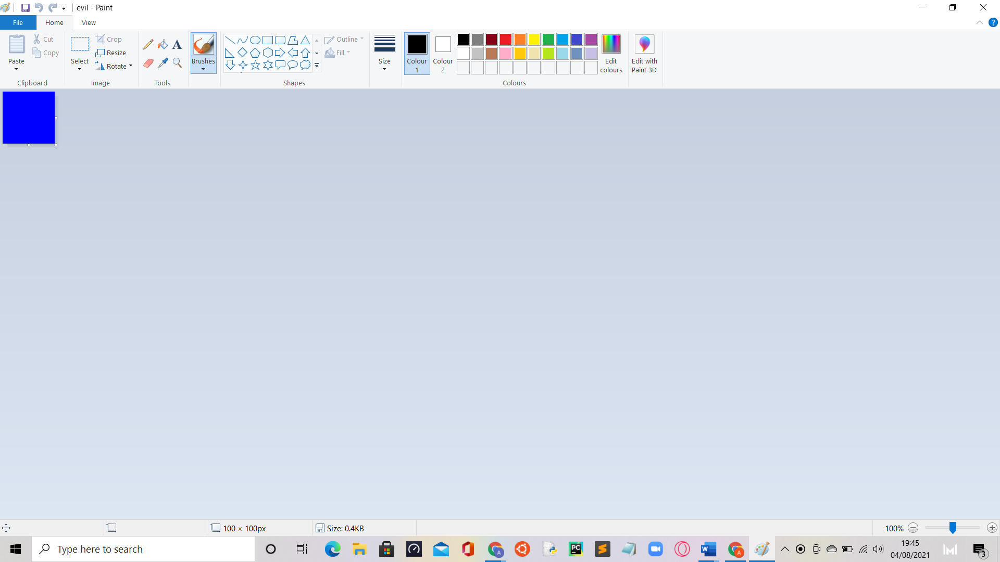 evil - Paint
File
Home
View
Paste
Cut
Copy
Clipboard
Select
Crop
Resize
Rotate
Image
A
Tools
Brushes
Outline
Fill
Shapes
Size
Colour
1
Colour
2
Edit
colours
Colours
Edit with
Paint 3D
?
100 × 100px
Size: 0.4KB
100%
Type here to search
A
PC
W
A
19:45
04/08/2021
3